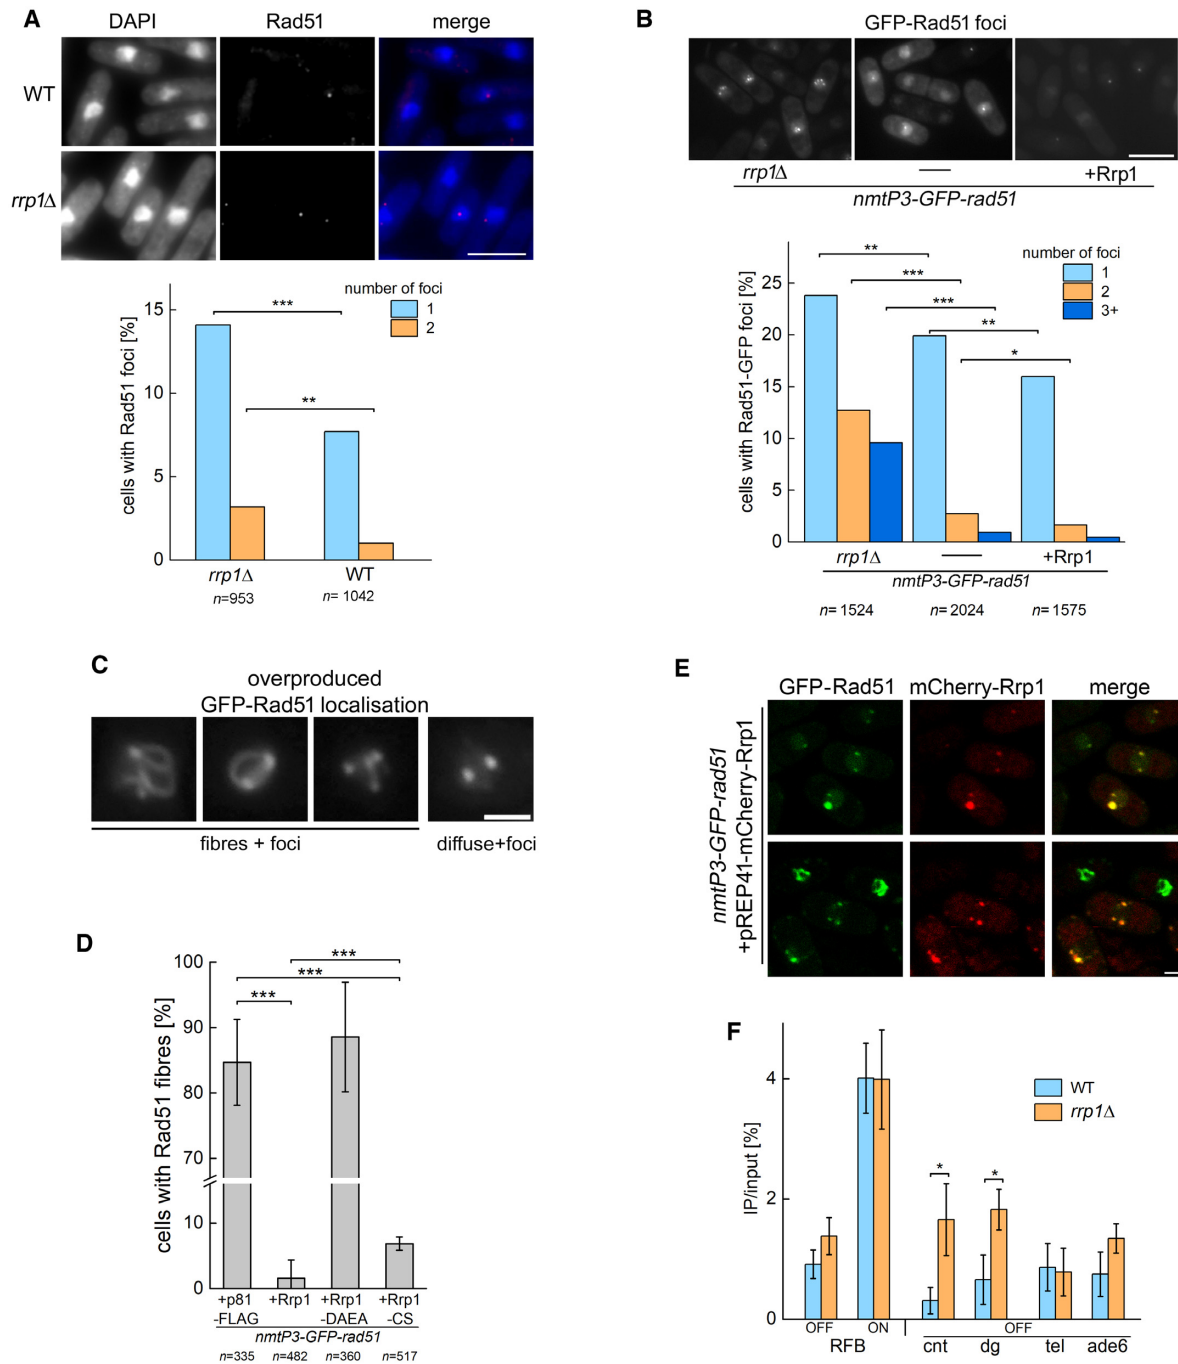 A
DAPI
Rad51
merge
WT
rrp1Δ
number of foci
1
2
cells with Rad51 foci [%]
15
10
5
0
***
**
rrp1Δ
WT
n=953
n= 1042
B
GFP-Rad51 foci
rrp1Δ
—
+Rrp1
nmtP3-GFP-rad51
number of foci
1
2
3+
cells with Rad51-GFP foci [%]
25
20
15
10
5
0
**
***
***
**
*
rrp1Δ
—
+Rrp1
nmtP3-GFP-rad51
n= 1524
n= 2024
n= 1575
C
overproduced
GFP-Rad51 localisation
fibres + foci
diffuse+foci
D
cells with Rad51 fibres [%]
100
90
80
70
10
0
***
***
***
+p81
-FLAG
+Rrp1
+Rrp1
-DAEA
+Rrp1
-CS
nmtP3-GFP-rad51
n=335
n=482
n=360
n=517
E
GFP-Rad51
mCherry-Rrp1
merge
nmtP3-GFP-rad51
+pREP41-mCherry-Rrp1
F
WT
rrp1Δ
IP/input [%]
4
2
0
*
*
OFF
ON
OFF
RFB
cnt
dg
tel
ade6